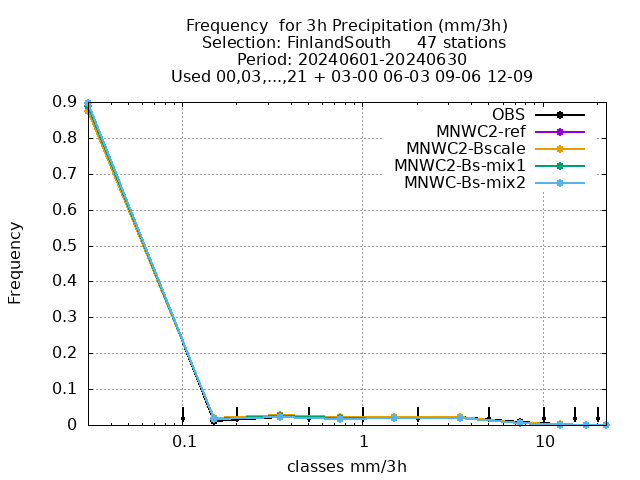 Frequency  for 3h Precipitation (mm/3h)
Selection: FinlandSouth     47 stations
Period: 20240601-20240630
Used 00,03,...,21 + 03-00 06-03 09-06 12-09
OBS
MNWC2-ref
MNWC2-Bscale
MNWC2-Bs-mix1
MNWC-Bs-mix2
Frequency
0.9
0.8
0.7
0.6
0.5
0.4
0.3
0.2
0.1
0
0.1 1 10
classes mm/3h